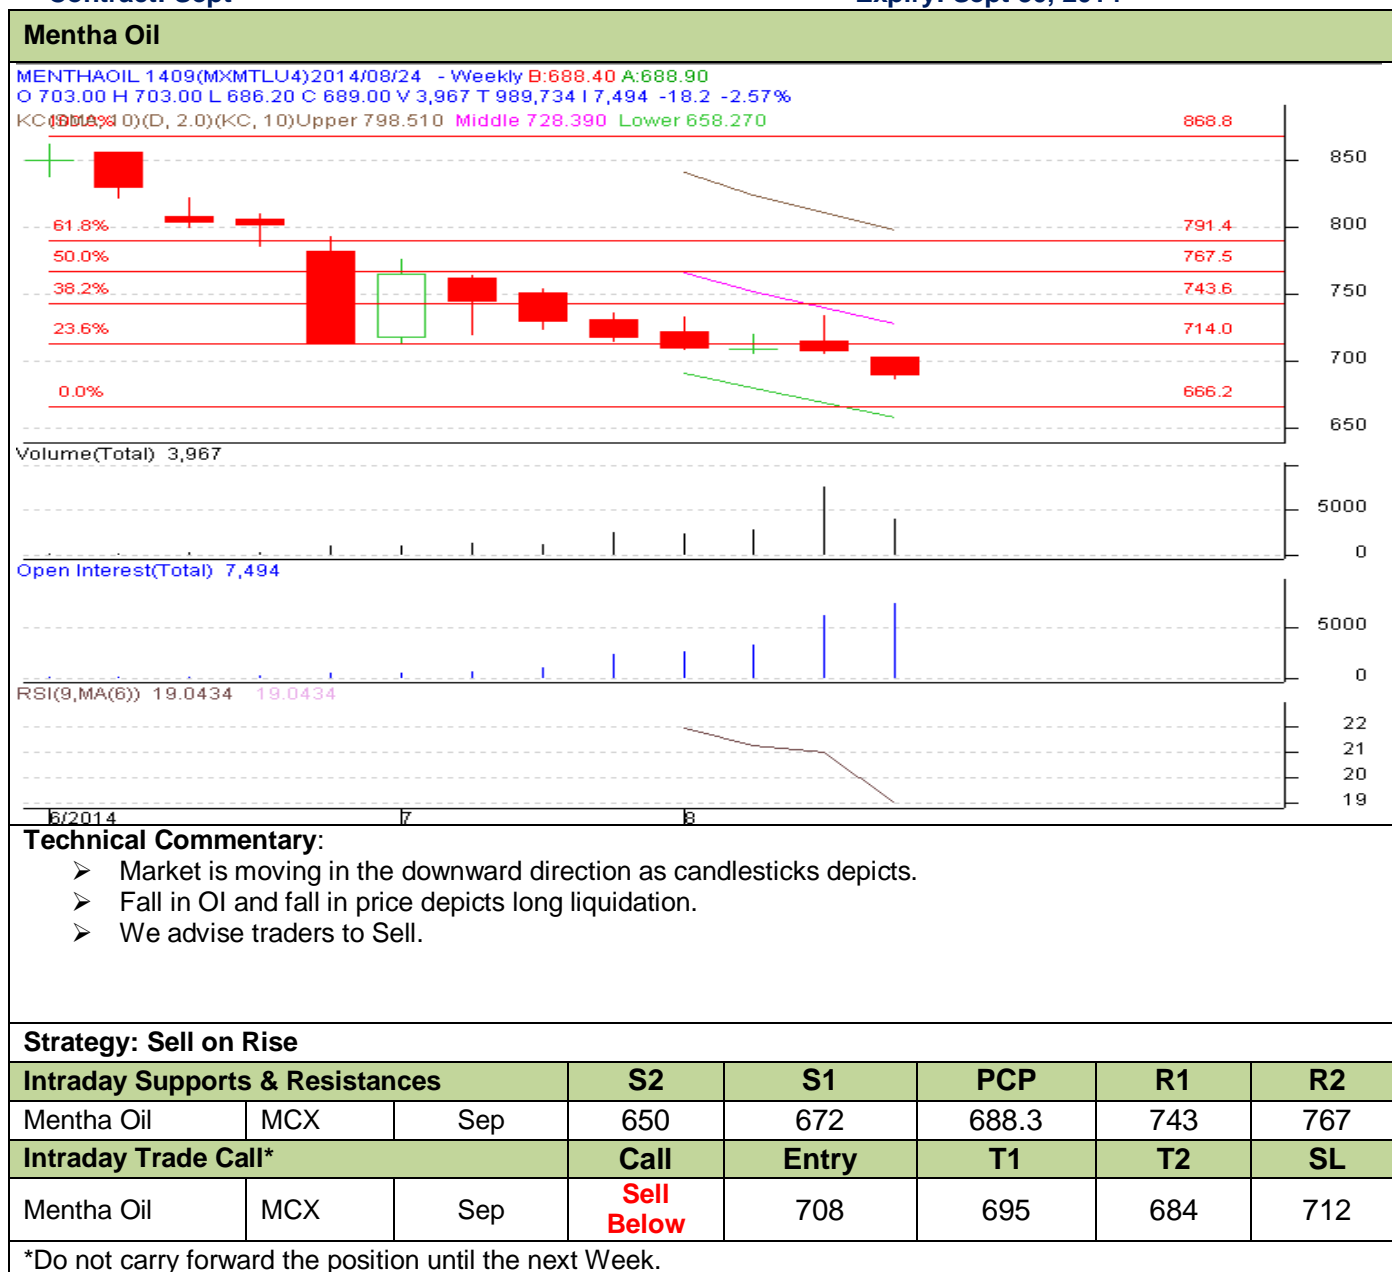 Mentha Oil
MENTHAOIL 1409(MXMTLU4)2014/08/24 - Weekly B:688.40 A:688.90
O 703.00 H 703.00 L 686.20 C 689.00 V 3,967 T 989,734 I 7,494 -18.2 -2.57%
10)(D, 2.0)(KC, 10)Upper 798.510 Middle 728.390 Lower 658.270
868.8
850
800
61.8% 791.4
50.0% 767.5
750
38.2% 743.6
23.6% 714.0
700
0.0% 666.2
650
Volume(Total) 3,967
5000
0
Open Interest(Total) 7,494
5000
0
RSI(9,MA(6)) 19.0434 19.0434
22
21
20
19
6/2014 7 8
Technical Commentary:
➢ Market is moving in the downward direction as candlesticks depicts.
➢ Fall in OI and fall in price depicts long liquidation.
➢ We advise traders to Sell.
Strategy: Sell on Rise
Intraday Supports & Resistances S2 S1 PCP R1 R2
Mentha Oil MCX Sep 650 672 688.3 743 767
Intraday Trade Call* Call Entry T1 T2 SL
Mentha Oil MCX Sep Sell Below 708 695 684 712
*Do not carry forward the position until the next Week.